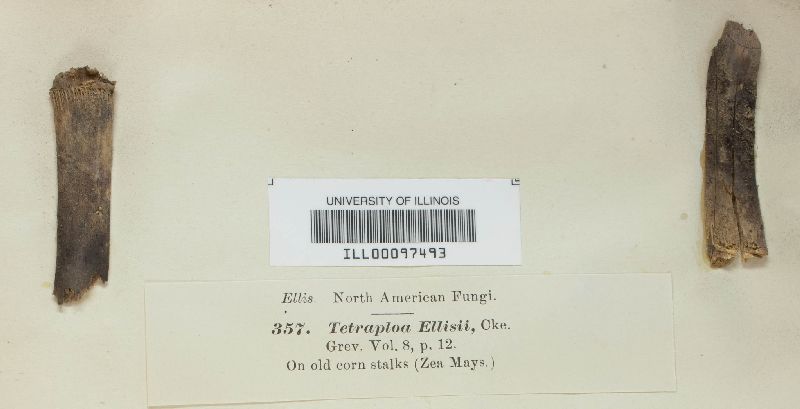 UNIVERSITY OF ILLINOIS
ILL00097493
Ellis North American Fungi.
357. Tetraploa Ellisii, Cke.
Grev. Vol. 8, p. 12.
On old corn stalks (Zea Mays.)